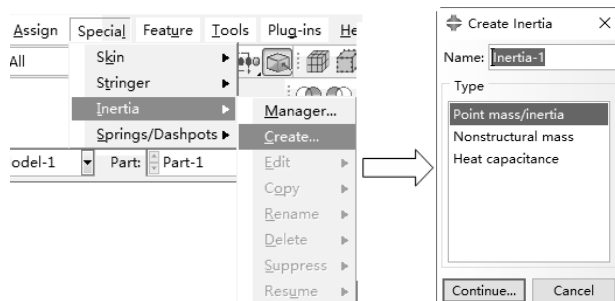 Assign Special Feature Tools Plug-ins He
All
Skin
Stringer
Inertia
Springs/Dashpots
Manager...
Create...
Edit
Copy
Rename
Delete
Suppress
Resume
odel-1 Part: Part-1
Create Inertia
Name: Inertia-1
Type
Point mass/inertia
Nonstructural mass
Heat capacitance
Continue... Cancel